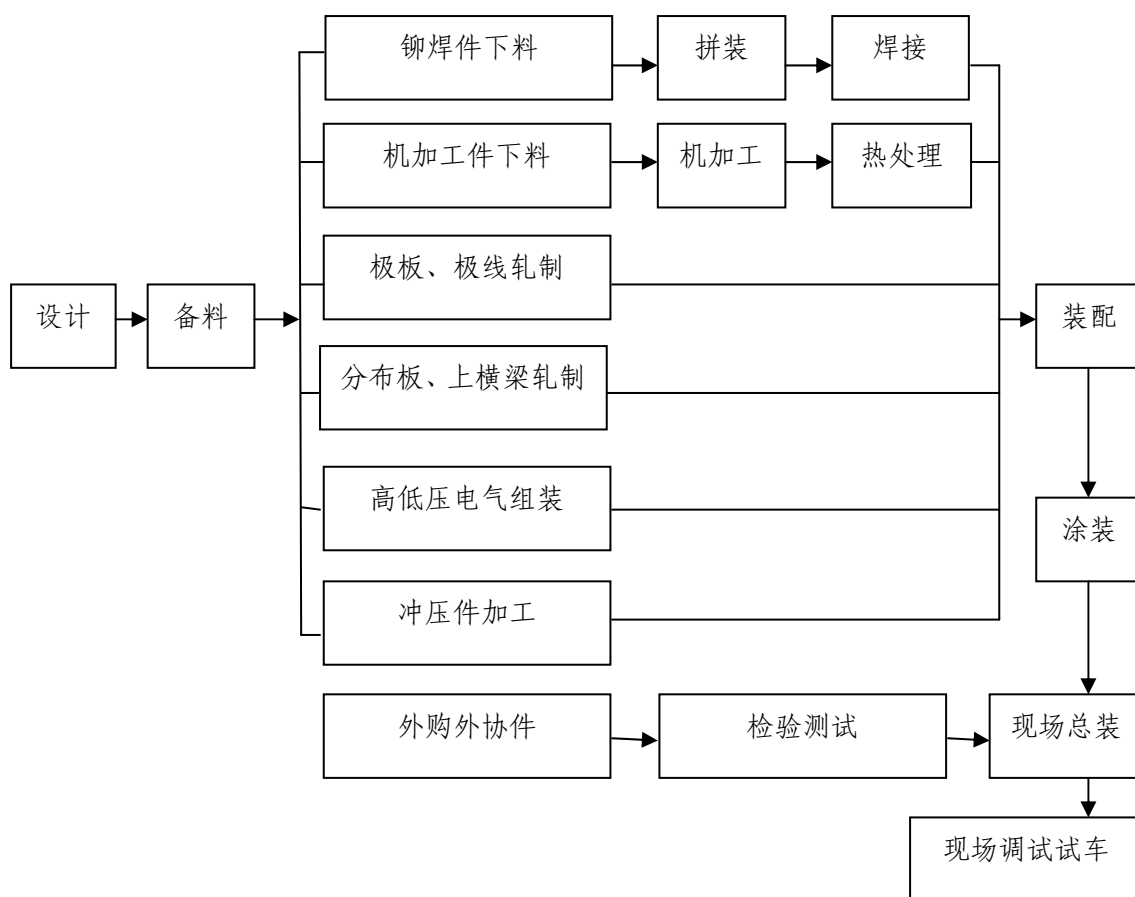 铆焊件下料
拼装
焊接
机加工件下料
机加工
热处理
极板、极线轧制
设计
备料
装配
分布板、上横梁轧制
高低压电气组装
涂装
冲压件加工
外购外协件
检验测试
现场总装
现场调试试车